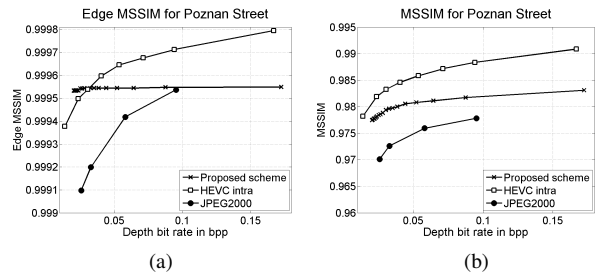 Edge MSSIM for Poznan Street
0.9998
0.9997
0.9996
0.9995
0.9994
0.9993
0.9992
0.9991
0.999
Edge MSSIM
0.05
0.1
0.15
Depth bit rate in bpp
Proposed scheme
HEVC intra
JPEG2000
(a)
MSSIM for Poznan Street
0.995
0.99
0.985
0.98
0.975
0.97
0.965
0.96
MSSIM
0.05
0.1
0.15
Depth bit rate in bpp
Proposed scheme
HEVC intra
JPEG2000
(b)